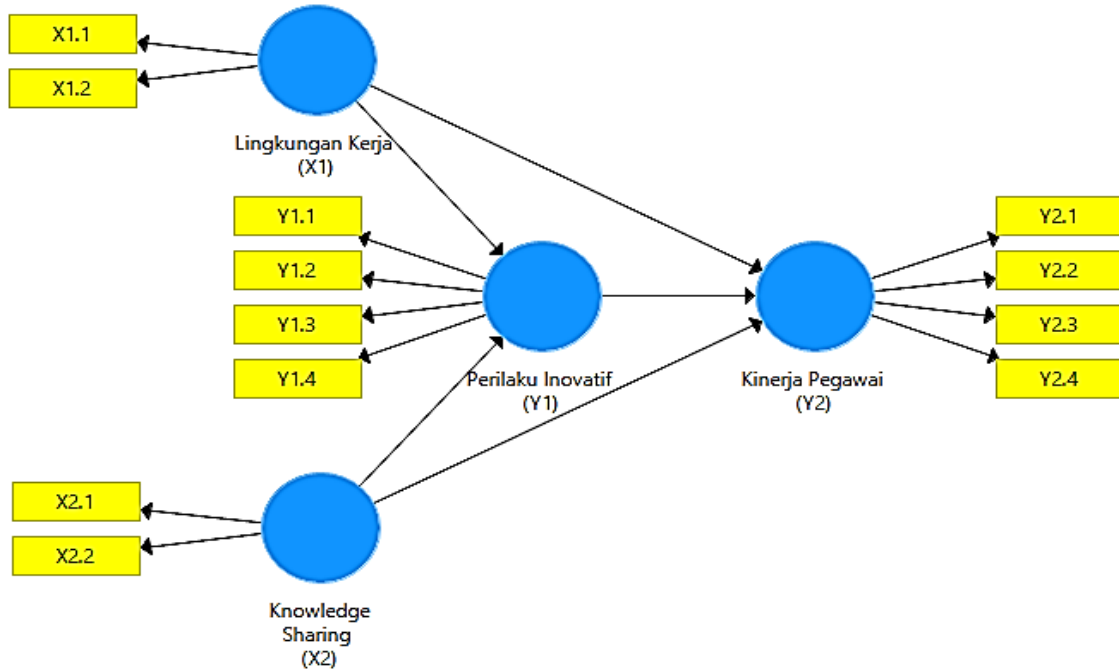 X1.1
X1.2
Lingkungan Kerja
(X1)
Y1.1
Y1.2
Y1.3
Y1.4
Perilaku Inovatif
(Y1)
Kinerja Pegawai
(Y2)
Y2.1
Y2.2
Y2.3
Y2.4
X2.1
X2.2
Knowledge
Sharing
(X2)